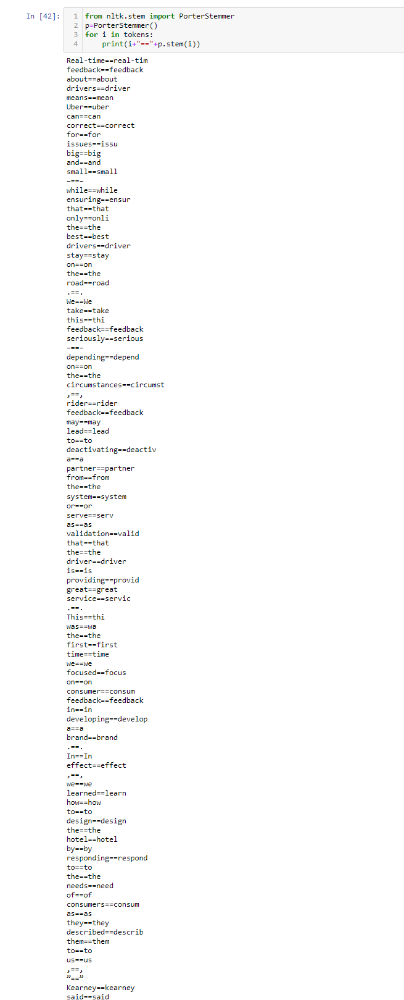 In [42]:
1 from nltk.stem import PorterStemmer
2 p=PorterStemmer()
3 for i in tokens:
4     print(i+"=="+p.stem(i))
Real-time==real-tim
feedback==feedback
about==about
drivers==driver
means==mean
Uber==uber
can==can
correct==correct
for==for
issues==issu
big==big
and==and
small==small
-==-
while==while
ensuring==ensur
that==that
only==onli
the==the
best==best
drivers==driver
stay==stay
on==on
the==the
road==road
.==.
We==We
take==take
this==thi
feedback==feedback
seriously==serious
-==-
depending==depend
on==on
the==the
circumstances==circumst
,==,
rider==rider
feedback==feedback
may==may
lead==lead
to==to
deactivating==deactiv
a==a
partner==partner
from==from
the==the
system==system
or==or
serve==serv
as==as
validation==valid
that==that
the==the
driver==driver
is==is
providing==provid
great==great
service==servic
.==.
This==thi
was==wa
the==the
first==first
time==time
we==we
focused==focus
on==on
consumer==consum
feedback==feedback
in==in
developing==develop
a==a
brand==brand
.==.
In==In
effect==effect
,==,
we==we
learned==learn
how==how
to==to
design==design
the==the
hotel==hotel
by==by
responding==respond
to==to
the==the
needs==need
of==of
consumers==consum
as==as
they==they
described==describ
them==them
to==to
us==us
,==,
”==”
Kearney==kearney
said==said